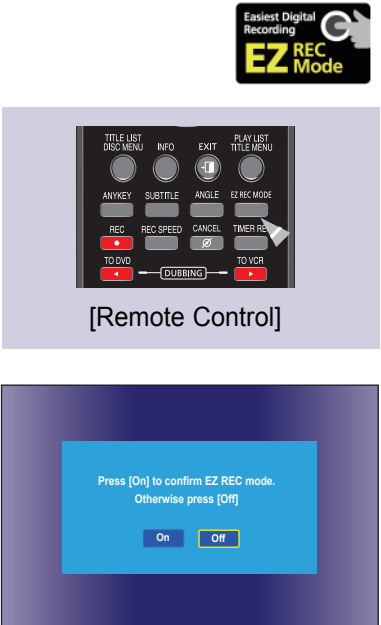 Easiest Digital
Recording
EZ REC
Mode
TITLE LIST
DISC MENU INFO EXIT PLAY LIST
TITLE MENU
ANYKEY SUBTITLE ANGLE EZ REC MODE
REC REC SPEED CANCEL TIMER RE
TO DVD DUBBING TO VCR
[Remote Control]
Press [On] to confirm EZ REC mode.
Otherwise press [Off]
On Off